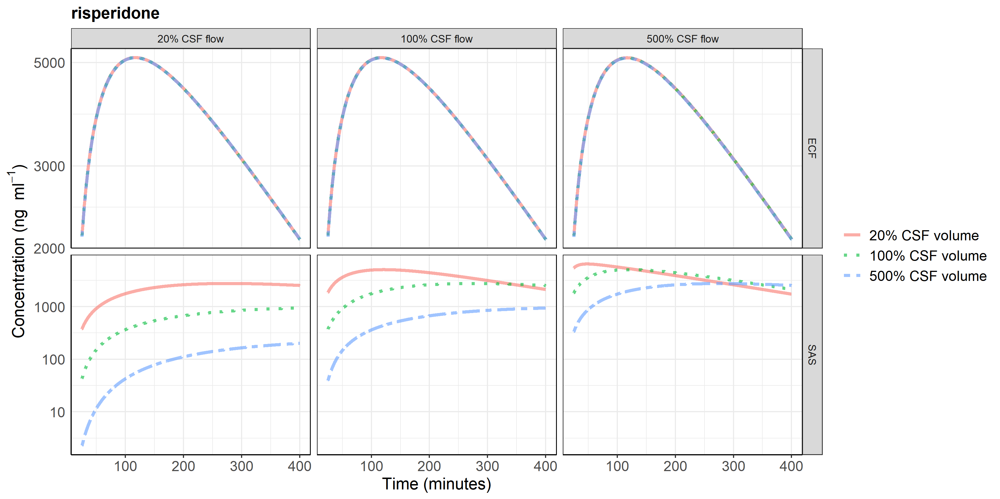 risperidone
20% CSF flow
100% CSF flow
500% CSF flow
5000
3000
2000
ECF
1000
100
10
SAS
Concentration (ng ml⁻¹)
100 200 300 400
100 200 300 400
100 200 300 400
Time (minutes)
20% CSF volume
100% CSF volume
500% CSF volume